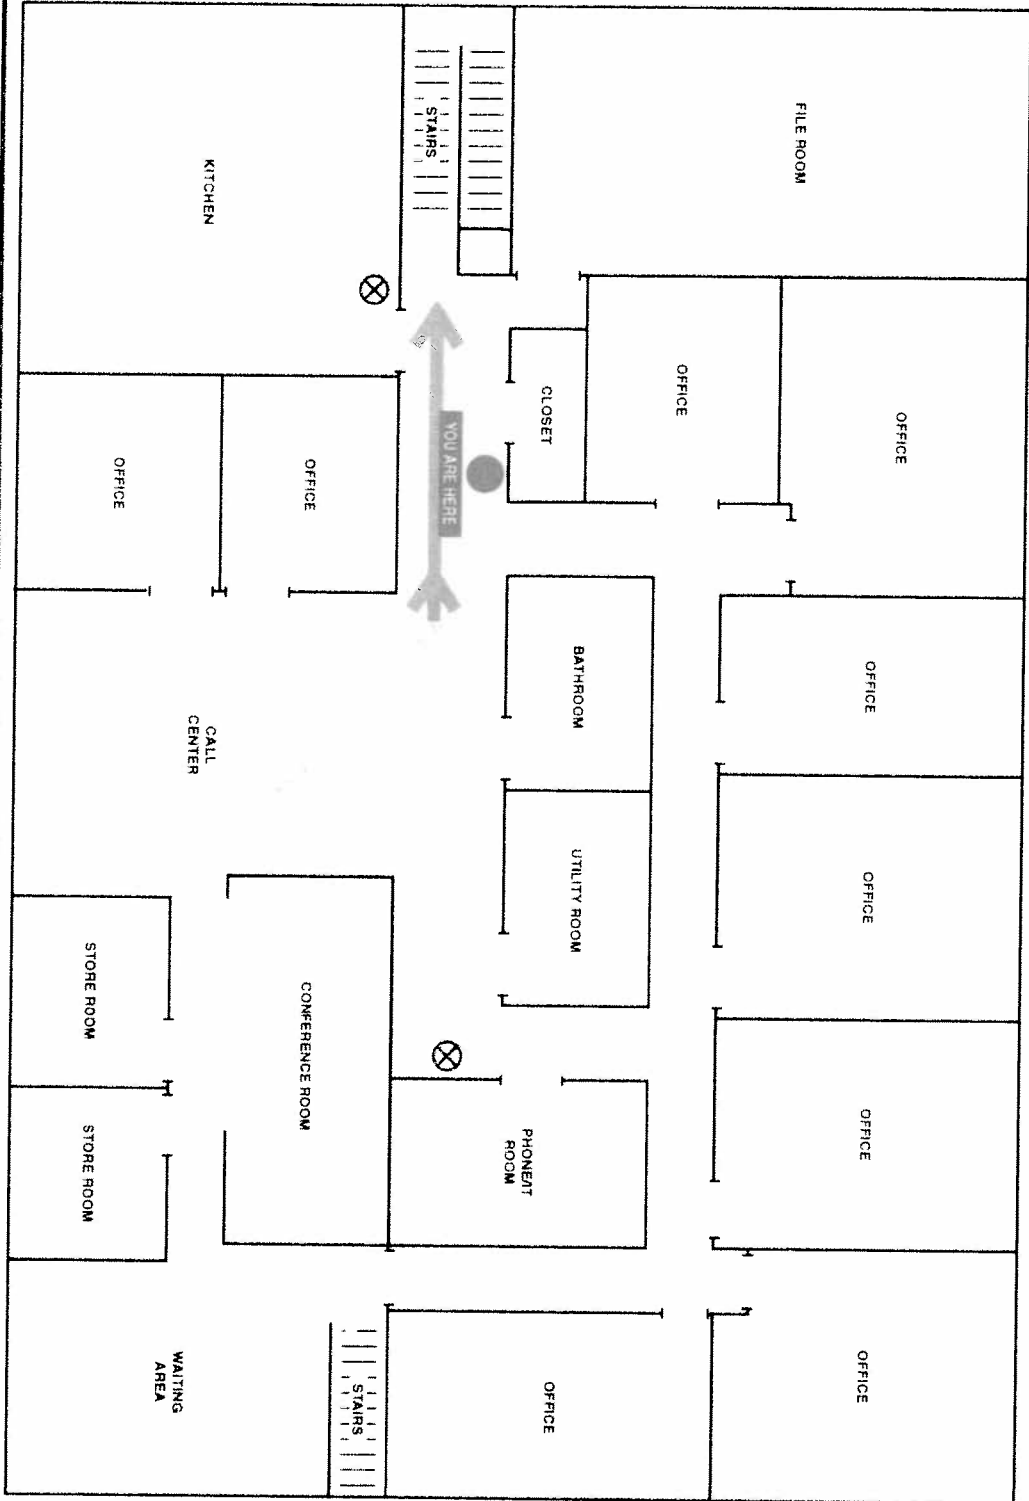 FILE ROOM
STAIRS
KITCHEN
OFFICE
OFFICE
CLOSET
YOU ARE HERE
OFFICE
OFFICE
OFFICE
BATHROOM
CALL
CENTER
OFFICE
UTILITY ROOM
STORE ROOM
CONFERENCE ROOM
OFFICE
PHONE/IT
ROOM
STORE ROOM
OFFICE
OFFICE
STAIRS
WAITING
AREA